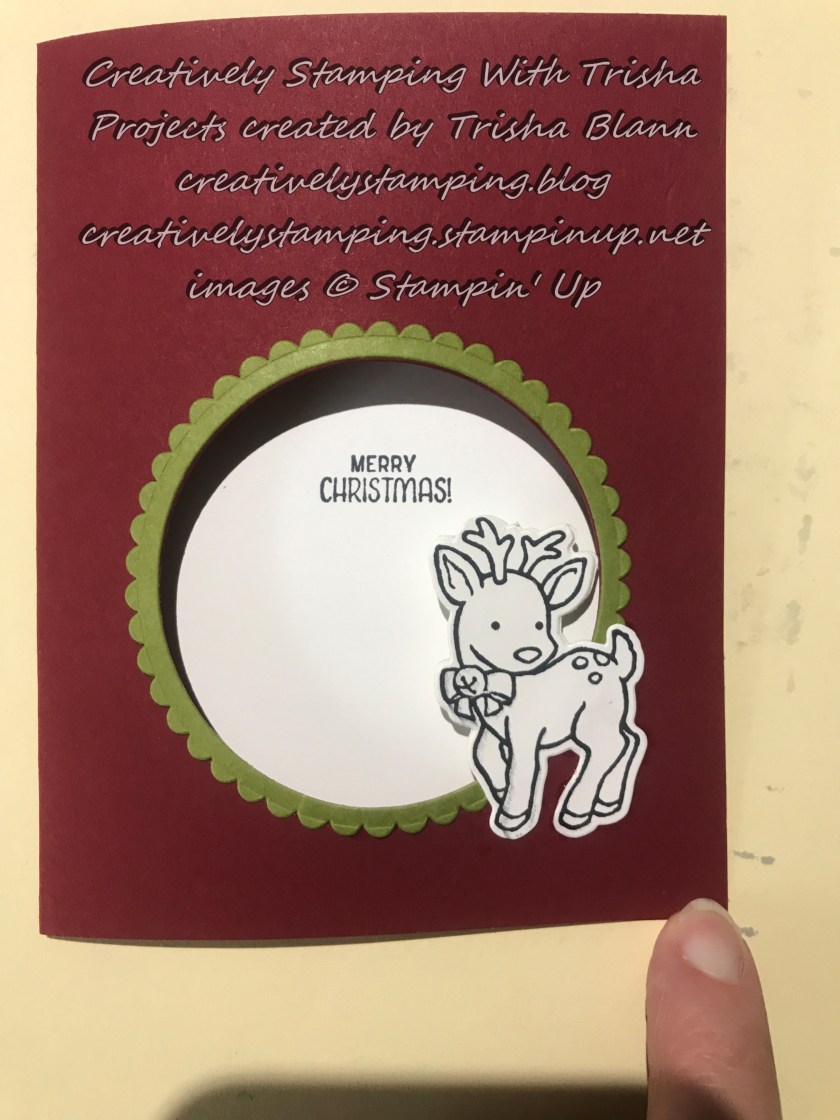 Creatively Stamping With Trisha
Projects created by Trisha Blann
creativelystamping.blog
creativelystamping.stampinup.net
images © Stampin' Up
MERRY
CHRISTMAS!